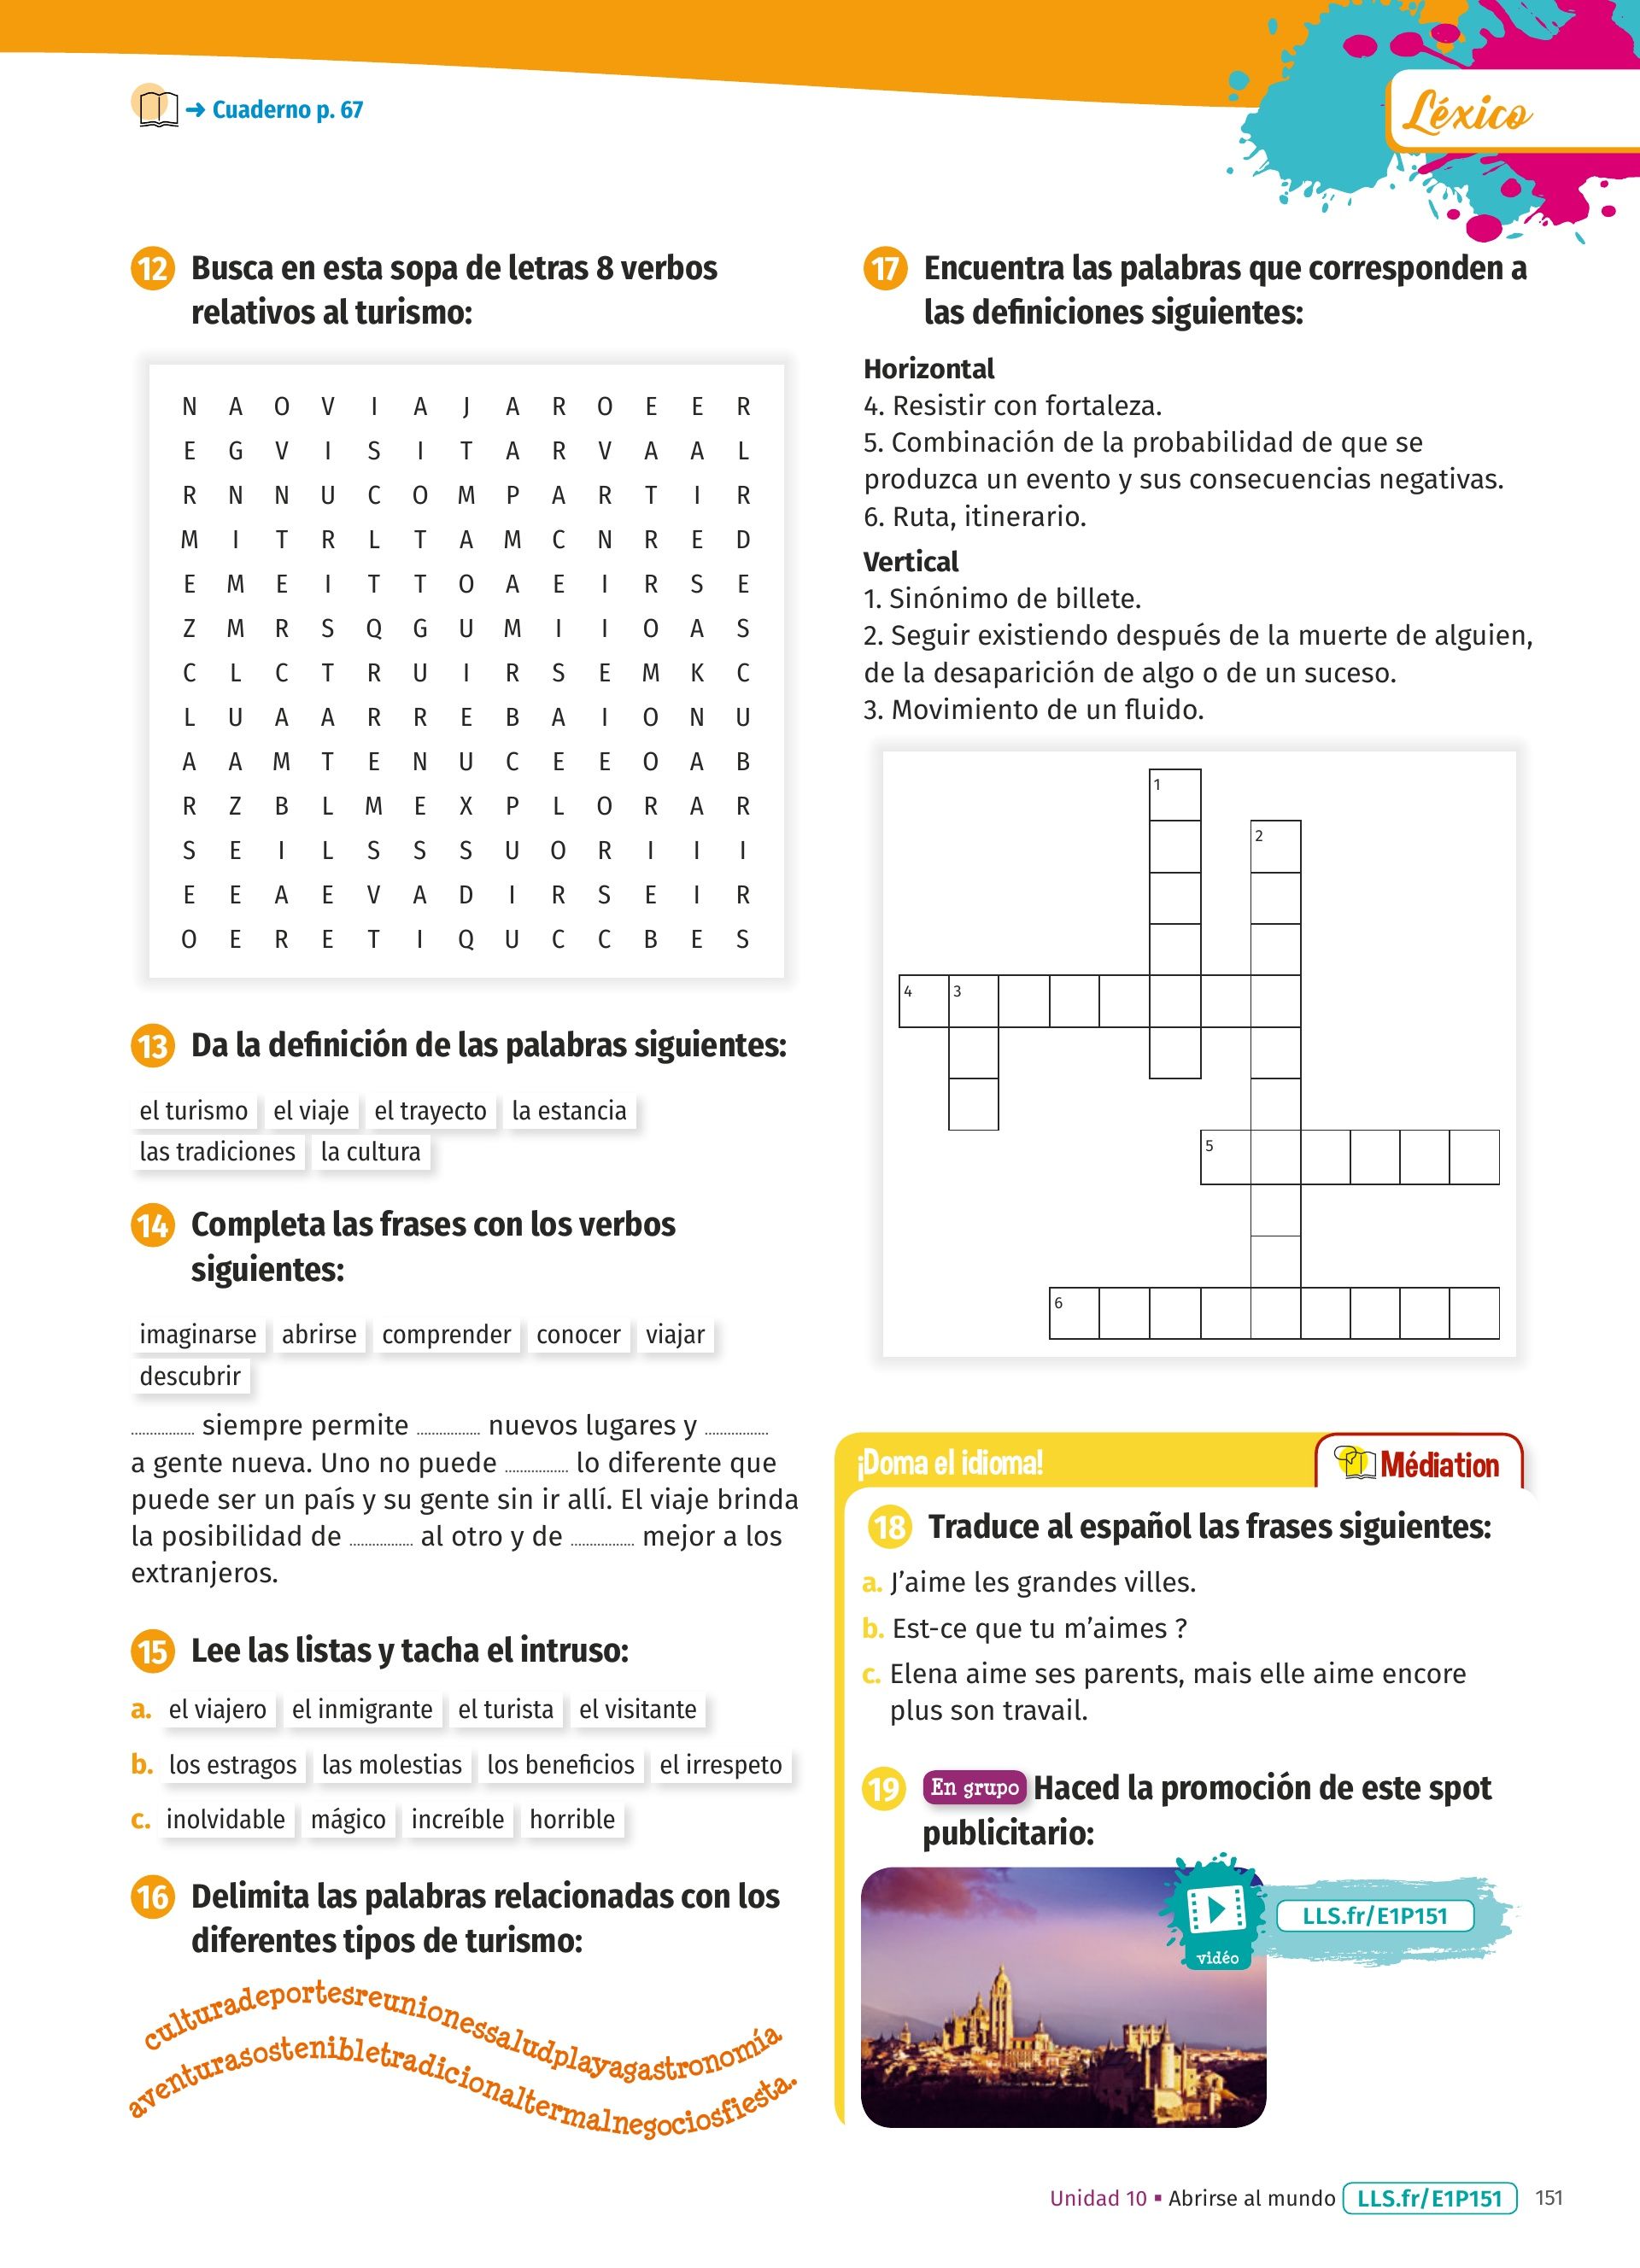 → Cuaderno p. 67
Léxico
12 Busca en esta sopa de letras 8 verbos
relativos al turismo:
N A O V I A J A R O E E R
E G V I S I T A R V A A L
R N N U C O M P A R T I R
M I T R L T A M C N R E D
E M E I T T O A E I R S E
Z M R S Q G U M I I O A S
C L C T R U I R S E M K C
L U A A R R E B A I O N U
A A M T E N U C E E O A B
R Z B L M E X P L O R A R
S E I L S S S U O R I I I
E E A E V A D I R S E I R
O E R E T I Q U C C B E S
13 Da la definición de las palabras siguientes:
el turismo el viaje el trayecto la estancia
las tradiciones la cultura
14 Completa las frases con los verbos
siguientes:
imaginarse abrirse comprender conocer viajar
descubrir
................ siempre permite ................ nuevos lugares y ................
a gente nueva. Uno no puede ................ lo diferente que
puede ser un país y su gente sin ir allí. El viaje brinda
la posibilidad de ................ al otro y de ................ mejor a los
extranjeros.
15 Lee las listas y tacha el intruso:
a. el viajero el inmigrante el turista el visitante
b. los estragos las molestias los beneficios el irrespeto
c. inolvidable mágico increíble horrible
16 Delimita las palabras relacionadas con los
diferentes tipos de turismo:
culturadeportesreunionessaludplayagastronomía
aventurasosteniblestradicionaltermalnegociosfiesta.
17 Encuentra las palabras que corresponden a
las definiciones siguientes:
Horizontal
4. Resistir con fortaleza.
5. Combinación de la probabilidad de que se
produzca un evento y sus consecuencias negativas.
6. Ruta, itinerario.
Vertical
1. Sinónimo de billete.
2. Seguir existiendo después de la muerte de alguien,
de la desaparición de algo o de un suceso.
3. Movimiento de un fluido.
1
2
4 3
5
6
¡Doma el idioma!
Médiation
18 Traduce al español las frases siguientes:
a. J'aime les grandes villes.
b. Est-ce que tu m'aimes ?
c. Elena aime ses parents, mais elle aime encore
plus son travail.
19 En grupo Haced la promoción de este spot
publicitario:
vidéo
LLS.fr/E1P151
Unidad 10 ▪ Abrirse al mundo LLS.fr/E1P151 151